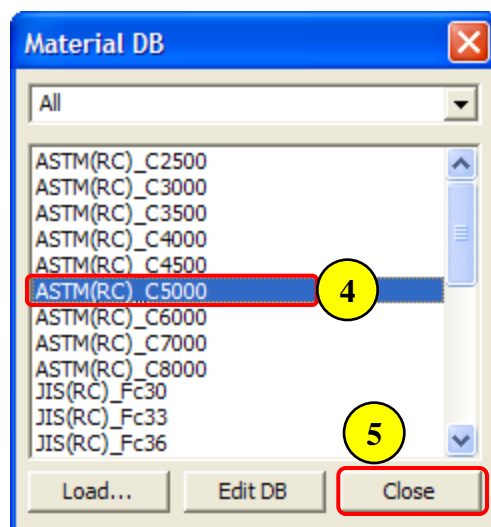 Material DB
All
ASTM(RC)_C2500
ASTM(RC)_C3000
ASTM(RC)_C3500
ASTM(RC)_C4000
ASTM(RC)_C4500
ASTM(RC)_C5000
4
ASTM(RC)_C6000
ASTM(RC)_C7000
ASTM(RC)_C8000
JIS(RC)_Fc30
JIS(RC)_Fc33
JIS(RC)_Fc36
5
Load... Edit DB Close